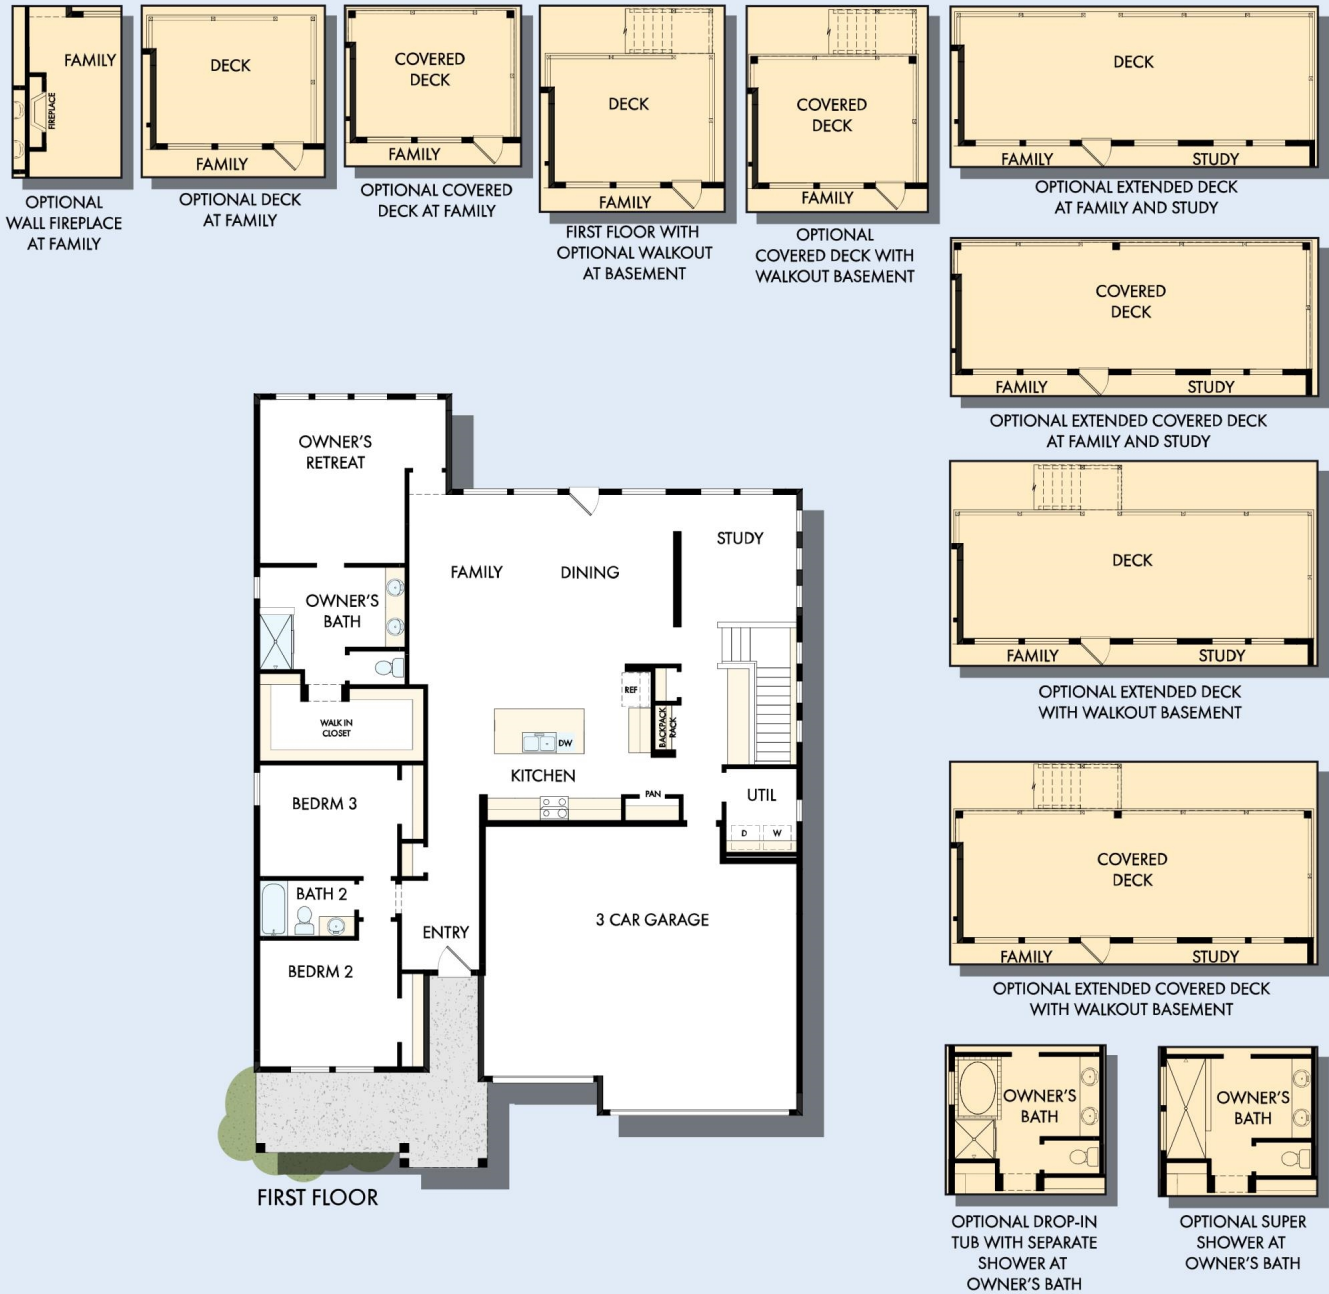 FAMILY
FIREPLACE
OPTIONAL
WALL FIREPLACE
AT FAMILY
DECK
FAMILY
OPTIONAL DECK
AT FAMILY
COVERED
DECK
FAMILY
OPTIONAL COVERED
DECK AT FAMILY
DECK
FAMILY
FIRST FLOOR WITH
OPTIONAL WALKOUT
AT BASEMENT
COVERED
DECK
FAMILY
OPTIONAL
COVERED DECK WITH
WALKOUT BASEMENT
DECK
FAMILY
STUDY
OPTIONAL EXTENDED DECK
AT FAMILY AND STUDY
COVERED
DECK
FAMILY
STUDY
OPTIONAL EXTENDED COVERED DECK
AT FAMILY AND STUDY
DECK
FAMILY
STUDY
OPTIONAL EXTENDED DECK
WITH WALKOUT BASEMENT
COVERED
DECK
FAMILY
STUDY
OPTIONAL EXTENDED COVERED DECK
WITH WALKOUT BASEMENT
OWNER'S
RETREAT
STUDY
FAMILY
DINING
OWNER'S
BATH
REF
WALK IN
CLOSET
BACKPACK
RACK
DW
KITCHEN
PAN
UTIL
D
W
BEDRM 3
BATH 2
ENTRY
3 CAR GARAGE
BEDRM 2
FIRST FLOOR
OWNER'S
BATH
OPTIONAL DROP-IN
TUB WITH SEPARATE
SHOWER AT
OWNER'S BATH
OWNER'S
BATH
OPTIONAL SUPER
SHOWER AT
OWNER'S BATH